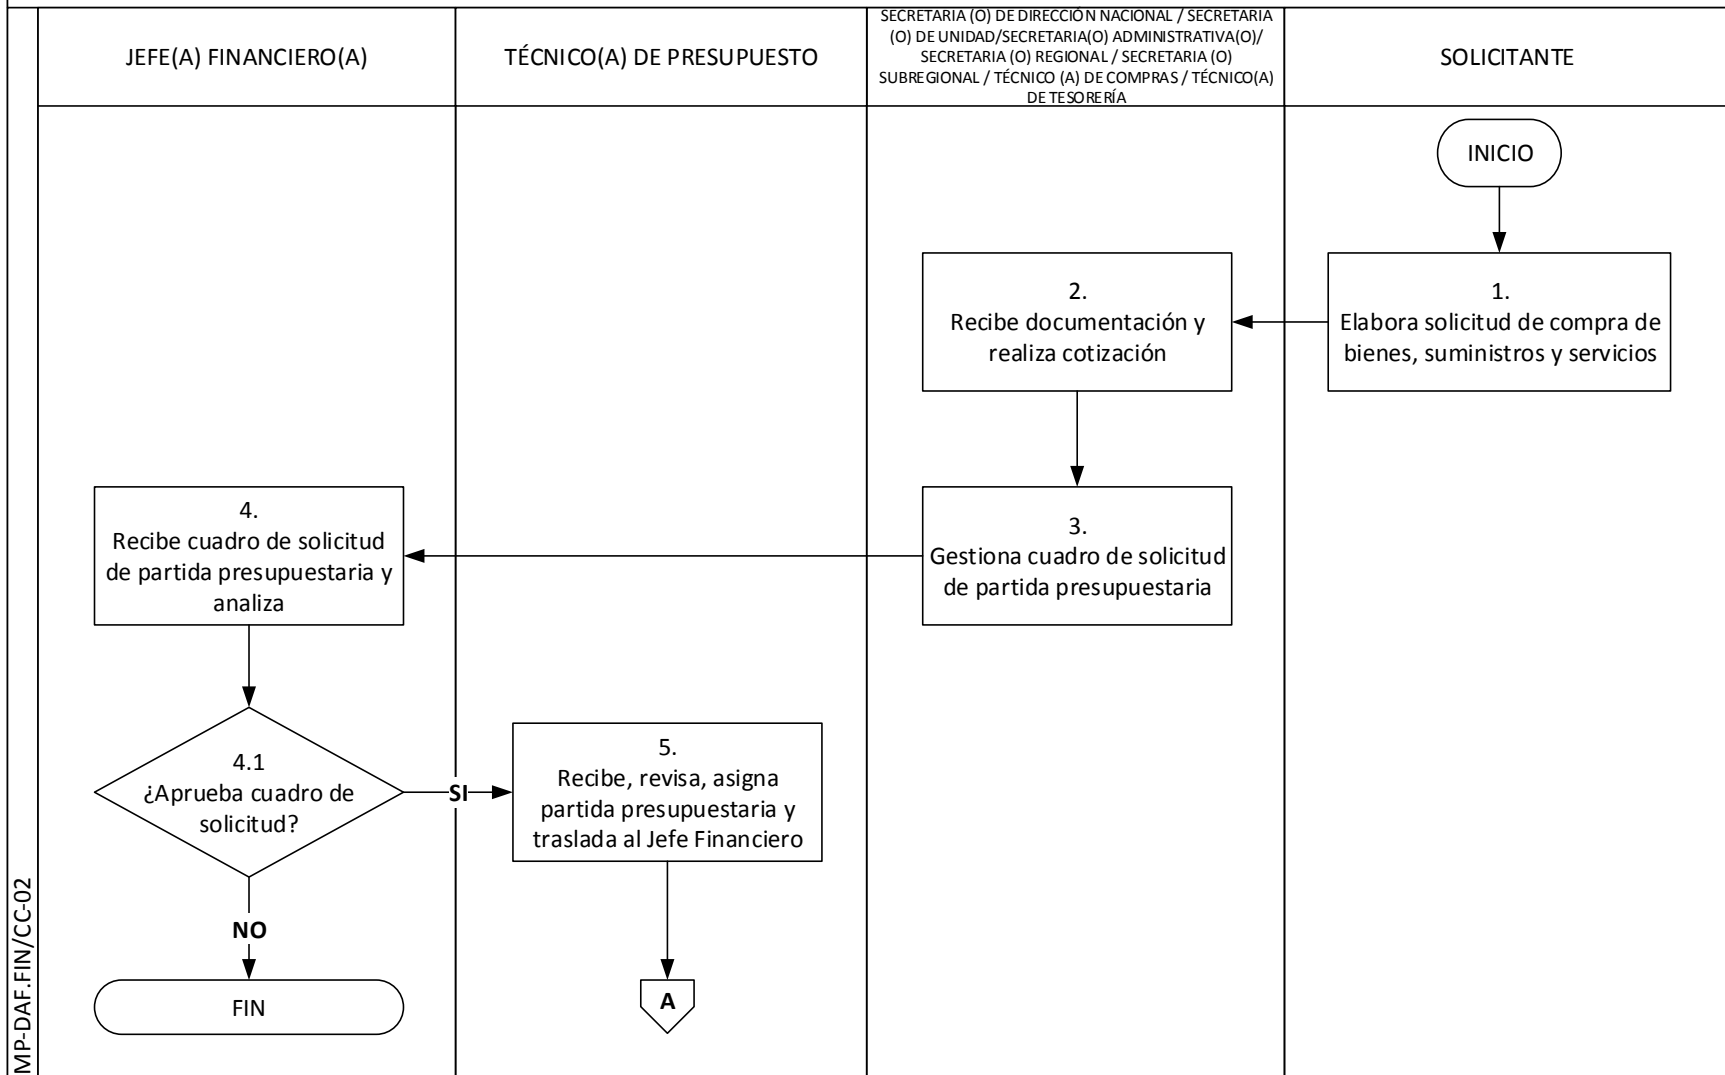 JEFE(A) FINANCIERO(A)
TÉCNICO(A) DE PRESUPUESTO
SECRETARIA (O) DE DIRECCIÓN NACIONAL / SECRETARIA
(O) DE UNIDAD/SECRETARIA(O) ADMINISTRATIVA(O)/
SECRETARIA (O) REGIONAL / SECRETARIA (O)
SUBREGIONAL / TÉCNICO (A) DE COMPRAS / TÉCNICO(A)
DE TESORERÍA
SOLICITANTE
INICIO
1.
Elabora solicitud de compra de
bienes, suministros y servicios
2.
Recibe documentación y
realiza cotización
3.
Gestiona cuadro de solicitud
de partida presupuestaria
4.
Recibe cuadro de solicitud
de partida presupuestaria y
analiza
4.1
¿Aprueba cuadro de
solicitud?
SI
5.
Recibe, revisa, asigna
partida presupuestaria y
traslada al Jefe Financiero
NO
FIN
A
MP-DAF.FIN/CC-02